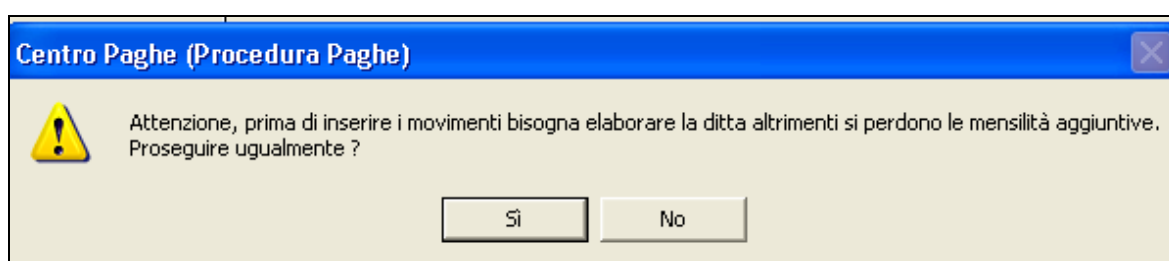 Centro Paghe (Procedura Paghe)
Attenzione, prima di inserire i movimenti bisogna elaborare la ditta altrimenti si perdono le mensilità aggiuntive.
Proseguire ugualmente ?
Sì
No